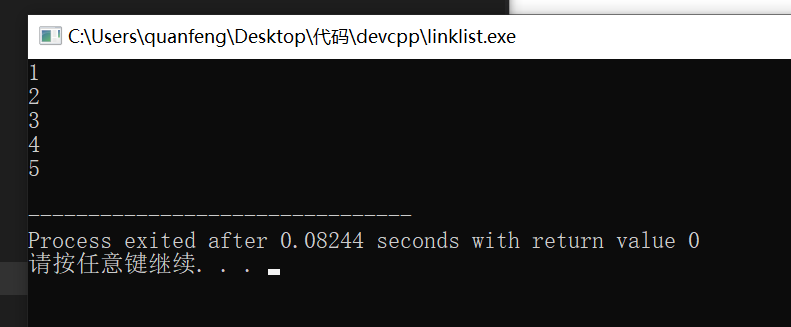 C:\Users\quanfeng\Desktop\代码\devcpp\linklist.exe
1
2
3
4
5
--------------------------------
Process exited after 0.08244 seconds with return value 0
请按任意键继续. . .